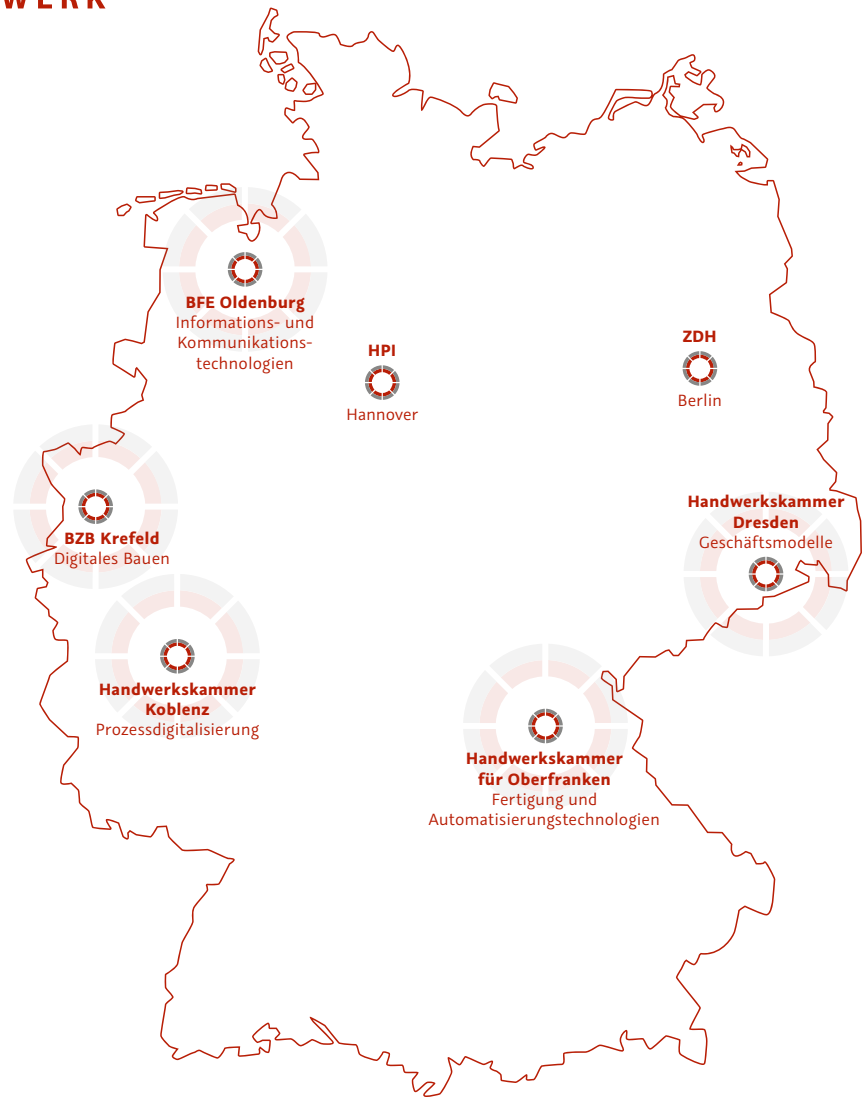 WERK
BFE Oldenburg
Informations- und
Kommunikations-
technologien
HPI
Hannover
ZDH
Berlin
BZB Krefeld
Digitales Bauen
Handwerkskammer
Dresden
Geschäftsmodelle
Handwerkskammer
Koblenz
Prozessdigitalisierung
Handwerkskammer
für Oberfranken
Fertigung und
Automatisierungstechnologien